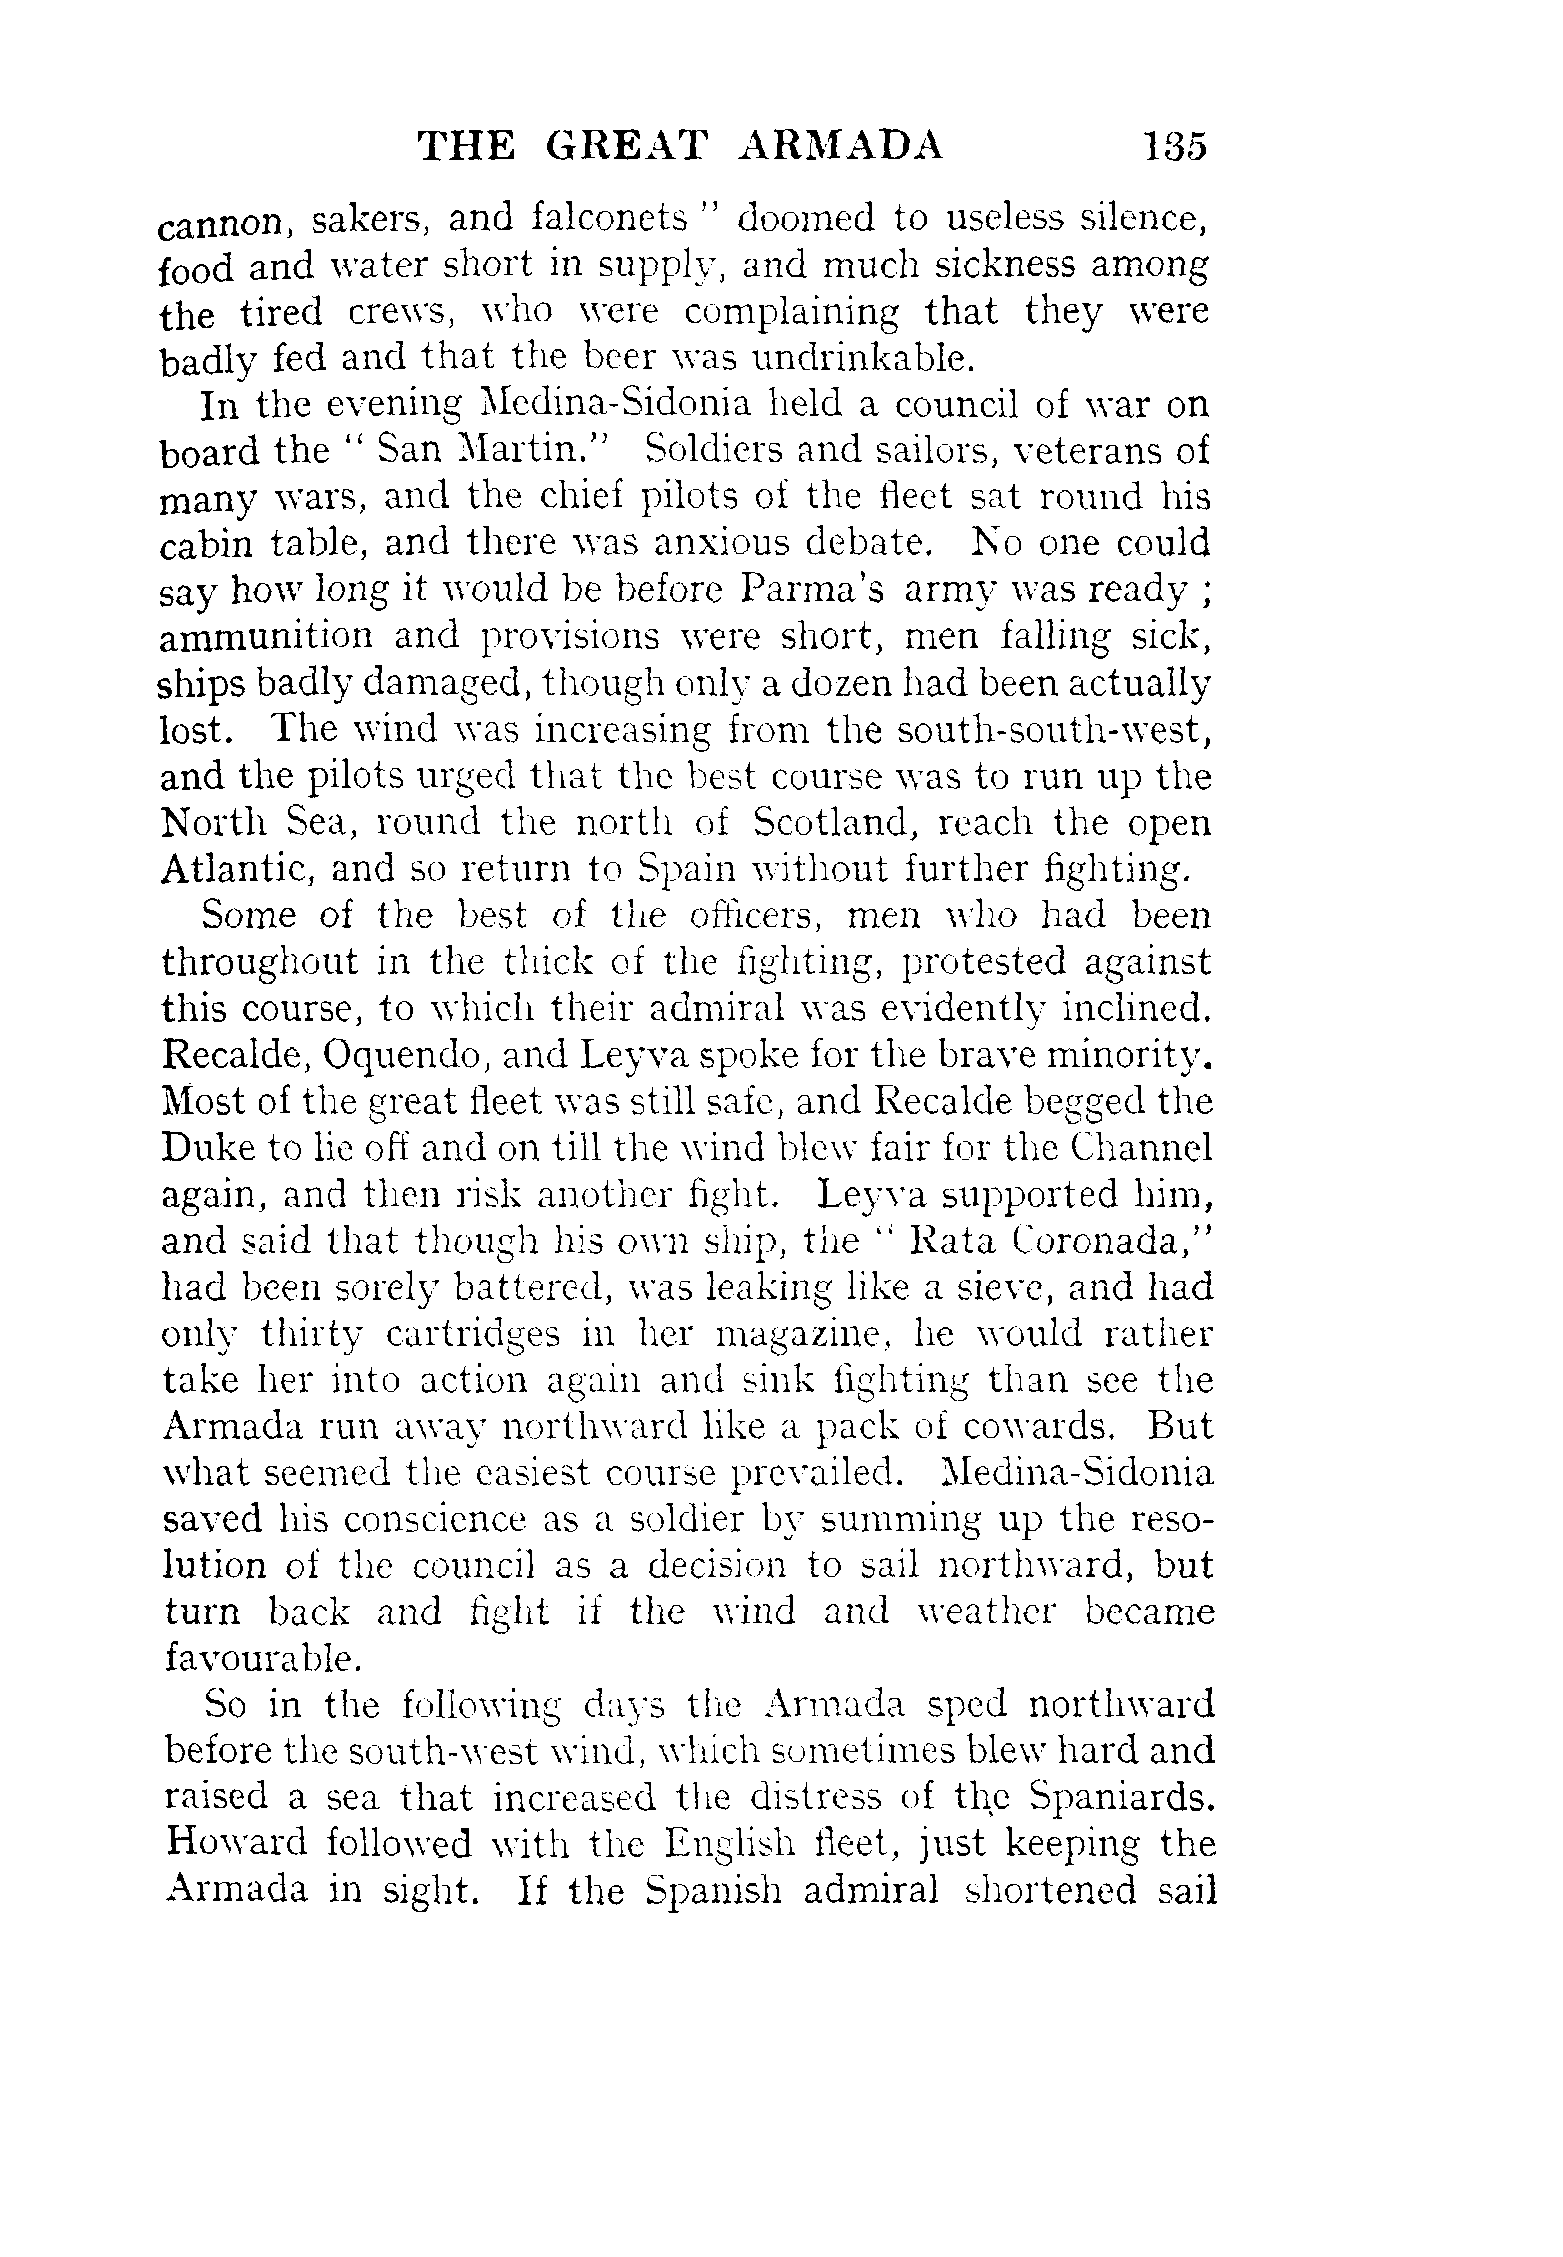 THE GREAT ARMADA 135
cannon, sakers, and falconets " doomed to useless silence,
food and water short in supply, and much sickness among
the tired crews, who were complaining that they were
badly fed and that the beer was undrinkable.
In the evening Medina-Sidonia held a council of war on
board the " San Martin." Soldiers and sailors, veterans of
many wars, and the chief pilots of the fleet sat round his
cabin table, and there was anxious debate. No one could
say how long it would be before Parma's army was ready ;
ammunition and provisions were short, men falling sick,
ships badly damaged, though only a dozen had been actually
lost. The wind was increasing from the south-south-west,
and the pilots urged that the best course was to run up the
North Sea, round the north of Scotland, reach the open
Atlantic, and so return to Spain without further fighting.
Some of the best of the officers, men who had been
throughout in the thick of the fighting, protested against
this course, to which their admiral was evidently inclined.
Recalde, Oquendo, and Leyva spoke for the brave minority.
Most of the great fleet was still safe, and Recalde begged the
Duke to lie off and on till the wind blew fair for the Channel
again, and then risk another fight. Leyva supported him,
and said that though his own ship, the " Rata Coronada,"
had been sorely battered, was leaking like a sieve, and had
only thirty cartridges in her magazine, he would rather
take her into action again and sink fighting than see the
Armada run away northward like a pack of cowards. But
what seemed the easiest course prevailed. Medina-Sidonia
saved his conscience as a soldier by summing up the reso-
lution of the council as a decision to sail northward, but
turn back and fight if the wind and weather became
favourable.
So in the following days the Armada sped northward
before the south-west wind, which sometimes blew hard and
raised a sea that increased the distress of the Spaniards.
Howard followed with the English fleet, just keeping the
Armada in sight. If the Spanish admiral shortened sail